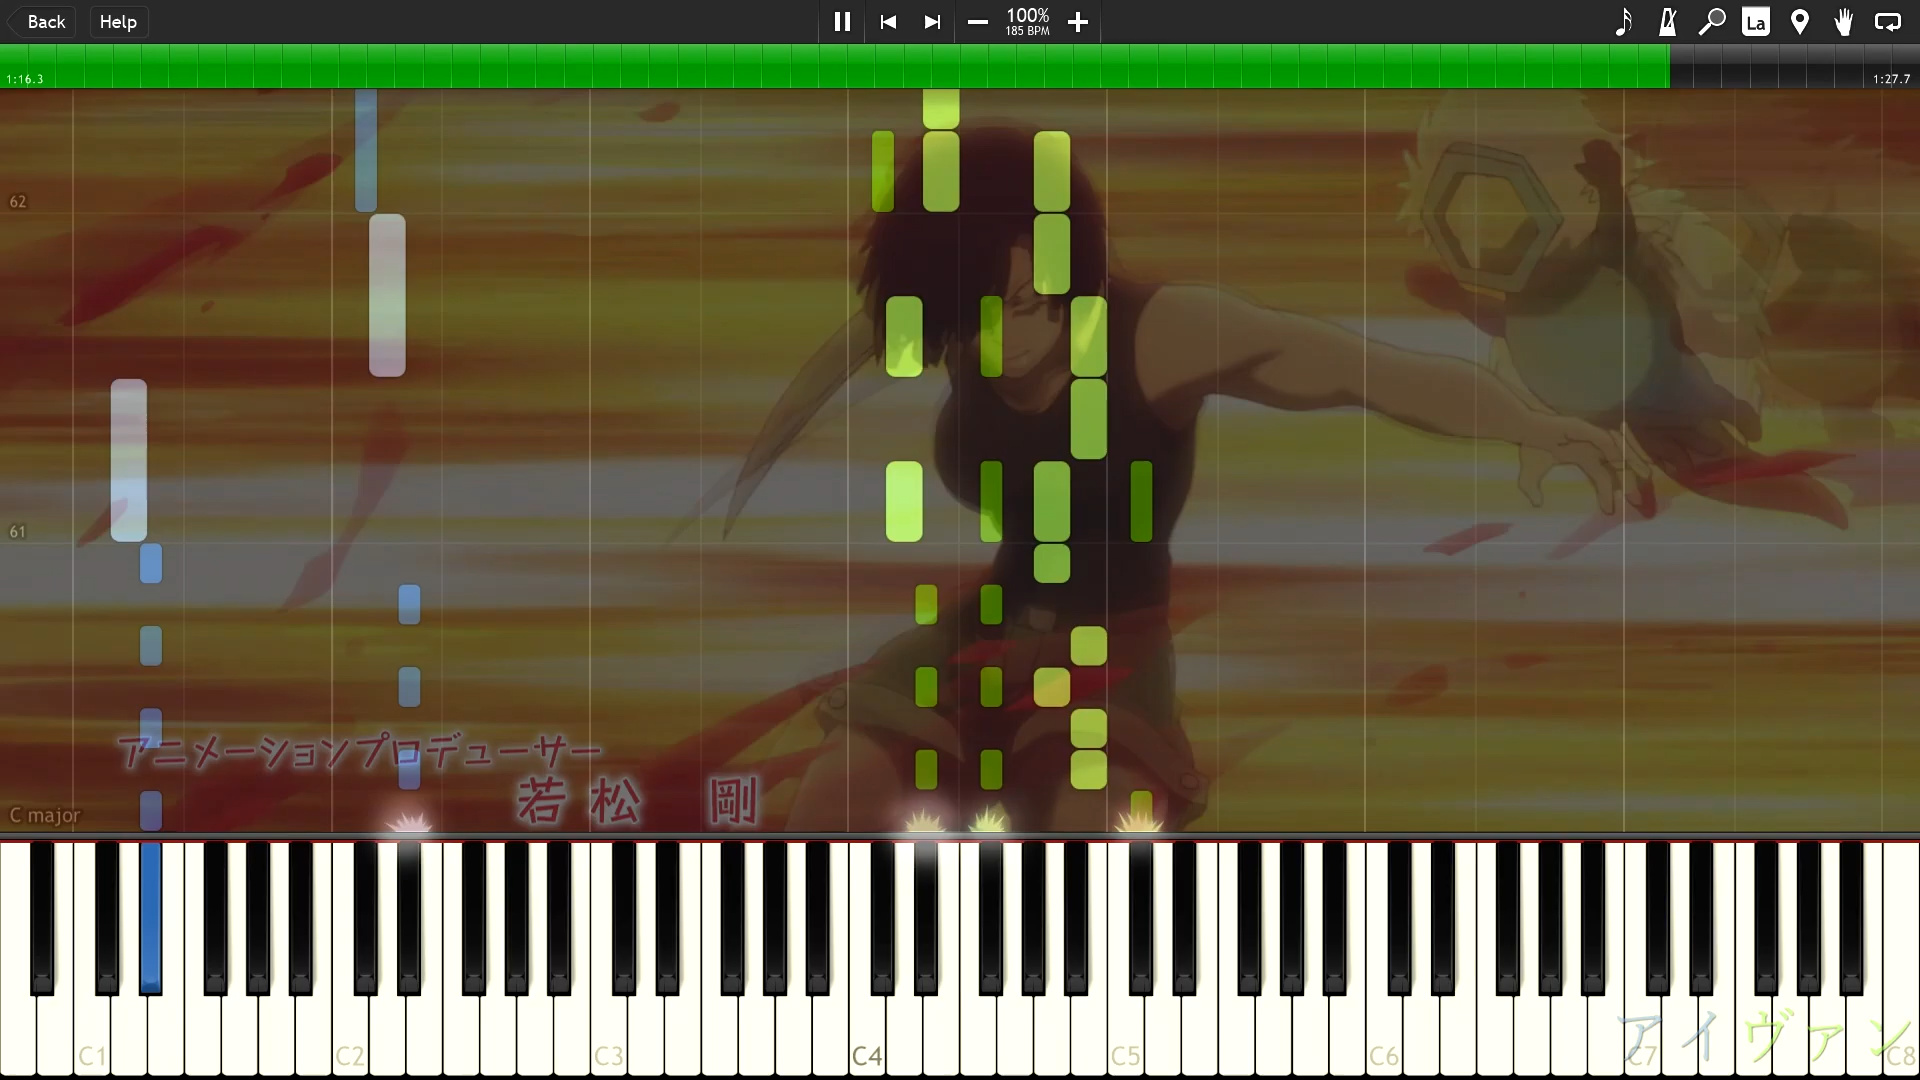 Back
Help
100%
185 BPM
La
1:16.3
1:27.7
62
61
アニメーションプロデューサー
若松 剛
C major
アイヴァン
C1
C2
C3
C4
C5
C6
C7
C8